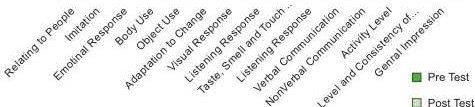 Relating to People
Imitation
Emotinal Response
Body Use
Object Use
Adaptation to Change
Visual Response
Listening Response
Taste, Smell and Touch ...
Listening Response
Verbal Communication
NonVerbal Communication
Activity Level
Level and Consistency of...
Genral Impression
Pre Test
Post Test